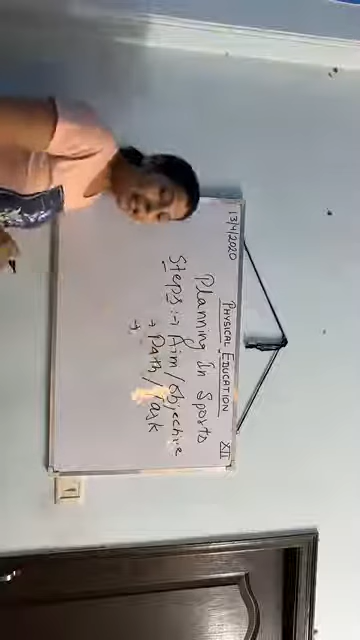 13/4/2020 PHYSICAL EDUCATION XII
Planning In Sports
Steps :→ Aim/objective
→ Path/Task
→